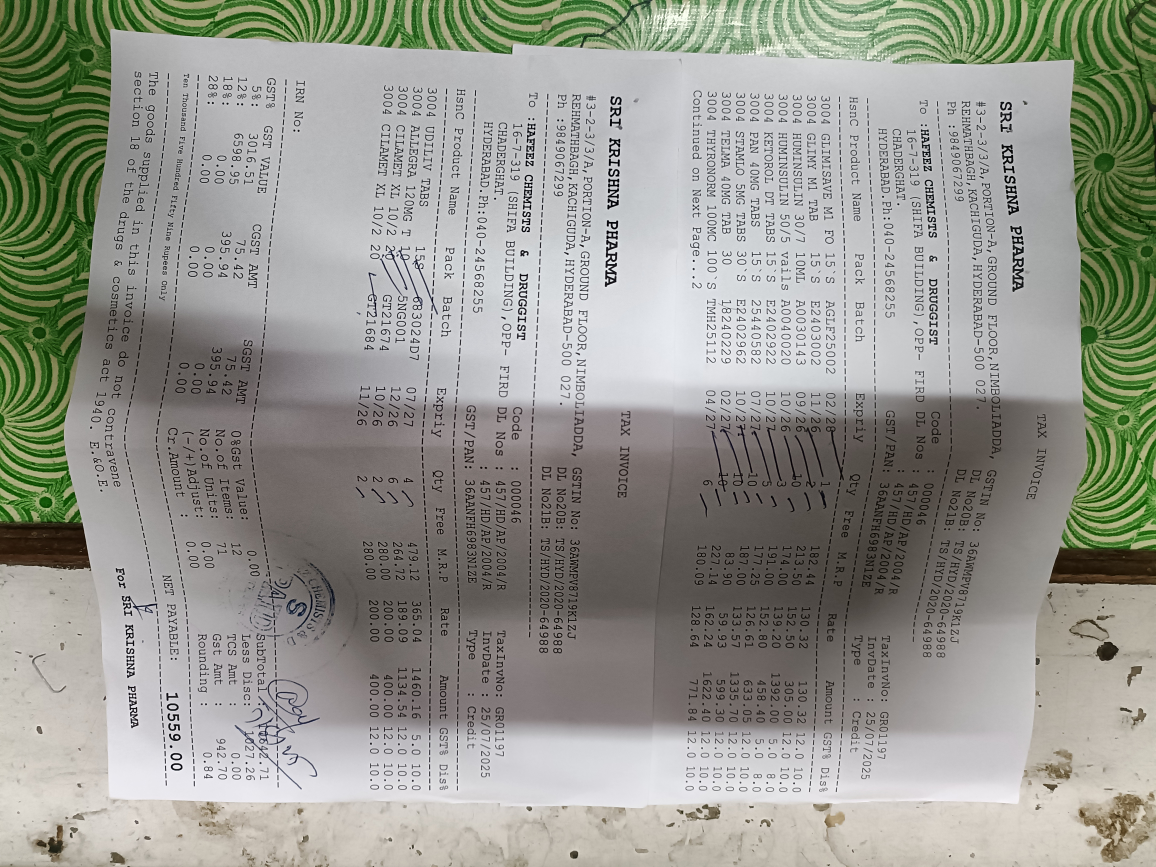 TAX INVOICE
SRI KRISHNA PHARMA
#3-2-3/3/A,PORTION-A,GROUND FLOOR,NIMBOLIADDA, GSTIN No: 36AWMPV8719K1ZJ
REHMATHBAGH,KACHIGUDA,HYDERABAD-500 027. DL No20B: TS/HYD/2020-64988
Ph :9849067299 DL No21B: TS/HYD/2020-64988
To :HAFEEZ CHEMISTS & DRUGGIST Code : 000046 TaxInvNo: GR01197
16-7-319 (SHIFA BUILDING),OPP- FIRD DL Nos : 457/HD/AP/2004/R InvDate : 25/07/2025
CHADERGHAT. : 457/HD/AP/2004/R Type : Credit
HYDERABAD.Ph:040-24568255 GST/PAN: 36AANFH6983N1ZE
HsnC Product Name Pack Batch Expriy Qty Free M.R.P Rate Amount GST% Dis%
3004 GLIMISAVE M1 FO 15`S AGLF25002 02/28 1 182.44 130.32 130.32 12.0 10.0
3004 GLIMY M1 TAB 15`S E2403002 11/26 2 213.50 152.50 305.00 12.0 10.0
3004 HUMINSULIN 30/7 10ML A0030143 09/26 10 174.00 139.20 1392.00 5.0 8.0
3004 HUMINSULIN 50/5 vails A0040020 10/26 3 191.00 152.80 458.40 5.0 8.0
3004 KETOROL DT TABS 15`S E2402922 10/27 5 177.25 126.61 633.05 12.0 10.0
3004 PAN 40MG TABS 15`S 25440582 07/27 10 187.00 133.57 1335.70 12.0 10.0
3004 STAMLO 5MG TABS 30`S E2402962 10/27 10 83.90 59.93 599.30 12.0 10.0
3004 TELMA 40MG TAB 30 18240229 02/27 10 227.14 162.24 1622.40 12.0 10.0
3004 THYRONORM 100MC 100`S TMH25112 04/27 6 180.09 128.64 771.84 12.0 10.0
Continued on Next Page...2
TAX INVOICE
SRI KRISHNA PHARMA
#3-2-3/3/A,PORTION-A,GROUND FLOOR,NIMBOLIADDA, GSTIN No: 36AWMPV8719K1ZJ
REHMATHBAGH,KACHIGUDA,HYDERABAD-500 027. DL No20B: TS/HYD/2020-64988
Ph :9849067299 DL No21B: TS/HYD/2020-64988
To :HAFEEZ CHEMISTS & DRUGGIST Code : 000046 TaxInvNo: GR01197
16-7-319 (SHIFA BUILDING),OPP- FIRD DL Nos : 457/HD/AP/2004/R InvDate : 25/07/2025
CHADERGHAT. : 457/HD/AP/2004/R Type : Credit
HYDERABAD.Ph:040-24568255 GST/PAN: 36AANFH6983N1ZE
HsnC Product Name Pack Batch Expriy Qty Free M.R.P Rate Amount GST% Dis%
3004 UDILIV TABS 15S 683024D7 07/27 4 479.12 365.04 1460.16 5.0 10.0
3004 ALLEGRA 120MG T 10 5NG001 12/26 6 264.72 189.09 1134.54 12.0 10.0
3004 CILAMET XL 10/2 20 GT21674 10/26 2 280.00 200.00 400.00 12.0 10.0
3004 CILAMET XL 10/2 20 GT21684 11/26 2 280.00 200.00 400.00 12.0 10.0
IRN No:
GST% GST VALUE CGST AMT SGST AMT 0%Gst Value: 0.00 SubTotal :
5%: 3016.51 75.42 75.42 No.of Items: 12 Less Disc:
12%: 6598.95 395.94 395.94 No.of Units: 71 TCS Amt : 0.00
18%: 0.00 0.00 0.00 (-/+)Adjust: 0.00 Gst Amt : 942.70
28%: 0.00 0.00 0.00 Cr.Amount : 0.00 Rounding : 0.84
Ten Thousand Five Hundred Fifty Nine Rupees Only NET PAYABLE: 10559.00
The goods supplied in this invoice do not contravene
section 18 of the drugs & cosmetics act 1940. E.&O.E. For SRI KRISHNA PHARMA